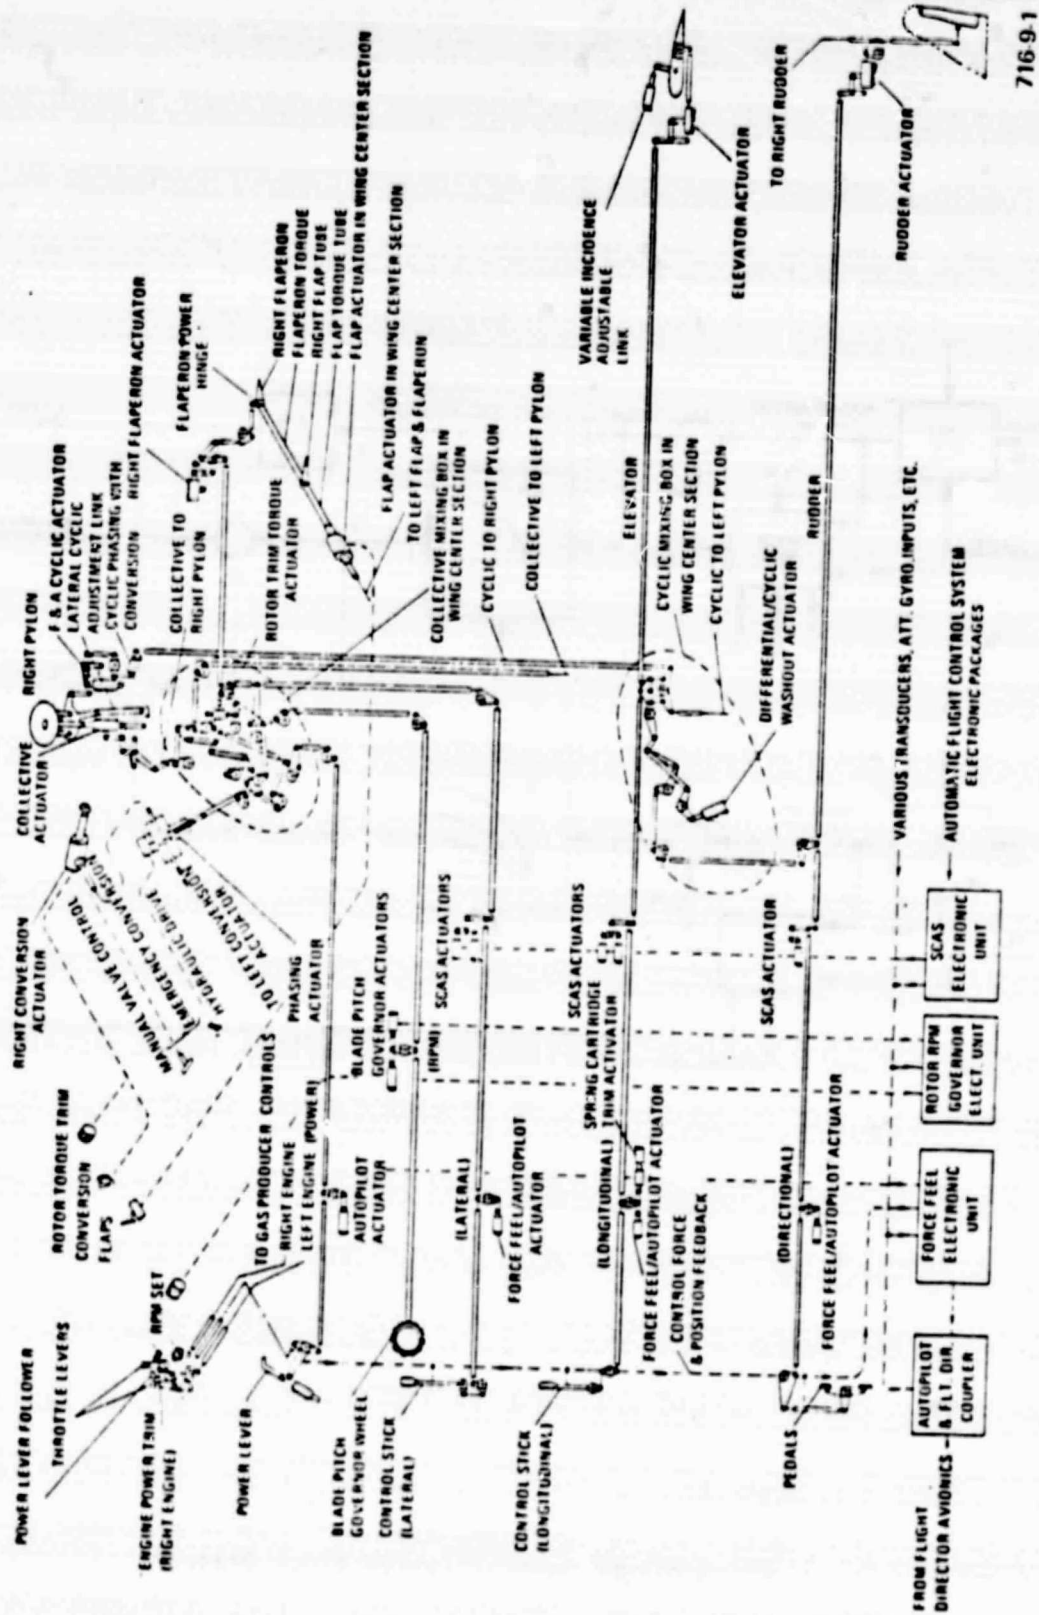 POWER LEVER FOLLOWER
THROTTLE LEVERS
ENGINE POWER TRIM
(RIGHT ENGINE)
RPM SET
POWER LEVER
BLADE PITCH
GOVERNOR WHEEL
CONTROL STICK
(LATERAL)
CONTROL STICK
(LONGITUDINAL)
PEDALS
FROM FLIGHT
DIRECTOR AVIONICS
AUTOPILOT
& FLT. DIR.
COUPLER
ROTOR TORQUE TRIM
CONVERSION
FLAPS
TO GAS PRODUCER CONTROLS
RIGHT ENGINE
LEFT ENGINE (POWER)
AUTOPILOT
ACTUATOR
(LATERAL)
FORCE FEEL/AUTOPILOT
ACTUATOR
(LONGITUDINAL)
FORCE FEEL/AUTOPILOT ACTUATOR
CONTROL FORCE
& POSITION FEEDBACK
(DIRECTIONAL)
FORCE FEEL/AUTOPILOT ACTUATOR
FORCE FEEL
ELECTRONIC
UNIT
RIGHT CONVERSION
ACTUATOR
MANUAL VALVE CONTROL
(EMERGENCY CONVERSION)
HYDRAULIC DRIVE
TO LEFT CONVERSION
ACTUATOR
PHASING
ACTUATOR
BLADE PITCH
GOVERNOR ACTUATORS
(RPM)
SCAS ACTUATORS
SCAS ACTUATORS
SPRING CARTRIDGE
TRIM ACTIVATOR
SCAS ACTUATOR
ROTOR RPM
GOVERNOR
ELECT. UNIT
SCAS
ELECTRONIC
UNIT
COLLECTIVE
ACTUATOR
RIGHT PYLON
F & A CYCLIC ACTUATOR
LATERAL CYCLIC
ADJUSTMENT LINK
CYCLIC PHASING WITH
CONVERSION
RIGHT FLAPERON ACTUATOR
COLLECTIVE TO
RIGHT PYLON
FLAPERON POWER
HINGE
ROTOR TRIM TORQUE
ACTUATOR
RIGHT FLAPERON
FLAPERON TORQUE
RIGHT FLAP TUBE
FLAP TORQUE TUBE
FLAP ACTUATOR IN WING CENTER SECTION
FLAP ACTUATOR IN WING CENTER SECTION
TO LEFT FLAP & FLAPERON
COLLECTIVE MIXING BOX IN
WING CENTER SECTION
CYCLIC TO RIGHT PYLON
COLLECTIVE TO LEFT PYLON
ELEVATOR
CYCLIC MIXING BOX IN
WING CENTER SECTION
CYCLIC TO LEFT PYLON
DIFFERENTIAL/CYCLIC
WASHOUT ACTUATOR
RUDDER
VARIOUS TRANSDUCERS, ATT. GYRO INPUTS, ETC.
AUTOMATIC FLIGHT CONTROL SYSTEM
ELECTRONIC PACKAGES
VARIABLE INCIDENCE
ADJUSTABLE
LINK
ELEVATOR ACTUATOR
TO RIGHT RUDDER
RUDDER ACTUATOR
716-9-1